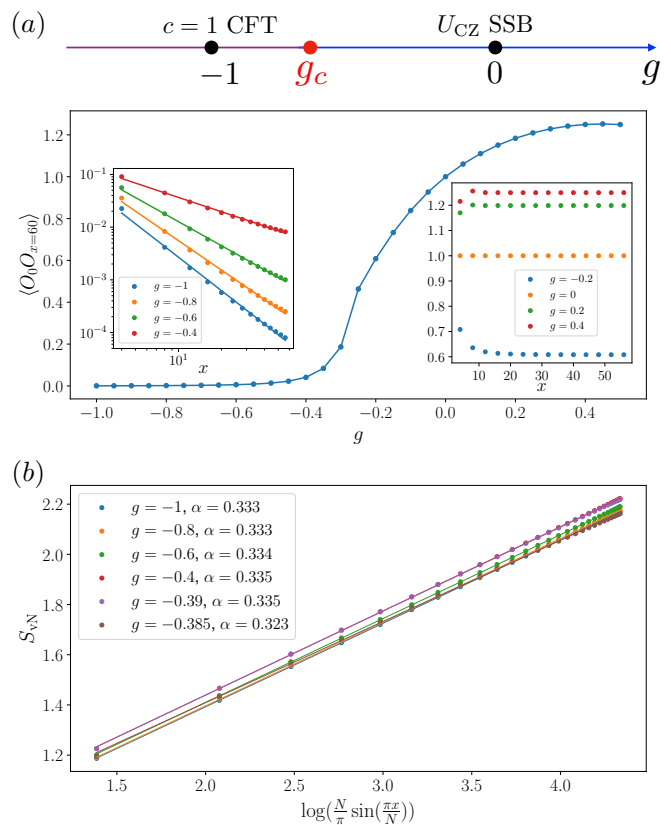 (a)
c = 1 CFT
U_CZ SSB
−1
g_c
0
g
⟨O_0 O_{x=60}⟩
1.2
1.0
0.8
0.6
0.4
0.2
0.0
−1.0 −0.8 −0.6 −0.4 −0.2 0.0 0.2 0.4
g
10^{−1}
10^{−2}
10^{−3}
10^{−4}
g = −1
g = −0.8
g = −0.6
g = −0.4
10^1
x
1.2
1.1
1.0
0.9
0.8
0.7
0.6
g = −0.2
g = 0
g = 0.2
g = 0.4
10 20 30 40 50
x
(b)
S_vN
2.2
2.0
1.8
1.6
1.4
1.2
g = −1, α = 0.333
g = −0.8, α = 0.333
g = −0.6, α = 0.334
g = −0.4, α = 0.335
g = −0.39, α = 0.335
g = −0.385, α = 0.323
1.5 2.0 2.5 3.0 3.5 4.0
log(N/π sin(πx/N))